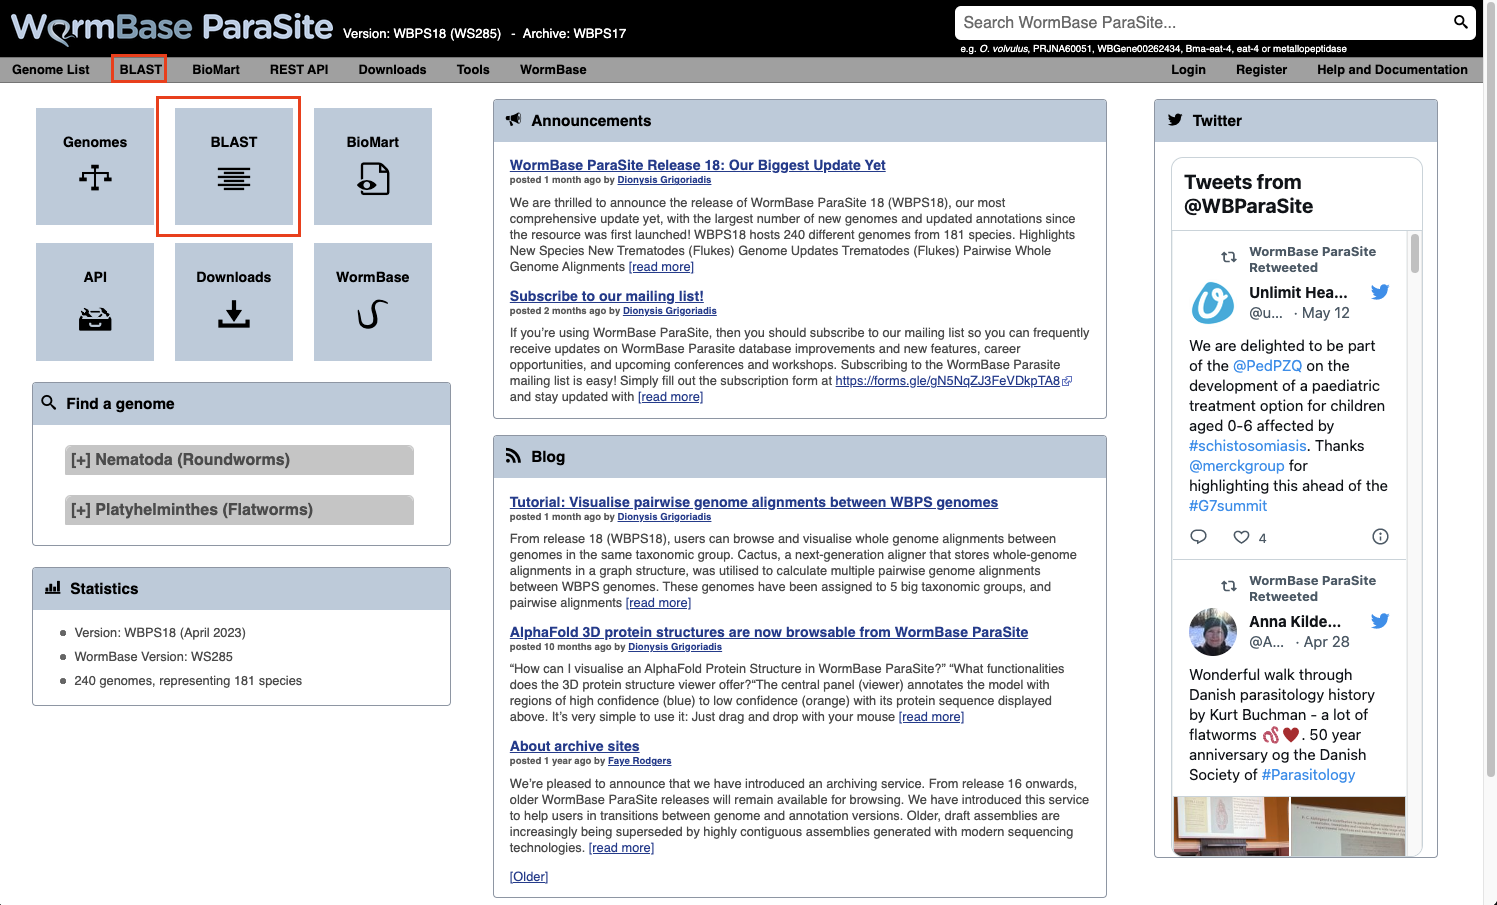 WormBase ParaSite Version: WBPS18 (WS285) - Archive: WBPS17
Search WormBase ParaSite...
e.g. O. volvulus, PRJNA60051, WBGene00262434, Bma-eat-4, eat-4 or metallopeptidase
Genome List BLAST BioMart REST API Downloads Tools WormBase Login Register Help and Documentation
Genomes
BLAST
BioMart
API
Downloads
WormBase
Find a genome
[+] Nematoda (Roundworms)
[+] Platyhelminthes (Flatworms)
Statistics
Version: WBPS18 (April 2023)
WormBase Version: WS285
240 genomes, representing 181 species
Announcements
WormBase ParaSite Release 18: Our Biggest Update Yet
posted 1 month ago by Dionysis Grigoriadis
We are thrilled to announce the release of WormBase ParaSite 18 (WBPS18), our most
comprehensive update yet, with the largest number of new genomes and updated annotations since
the resource was first launched! WBPS18 hosts 240 different genomes from 181 species. Highlights
New Species New Trematodes (Flukes) Genome Updates Trematodes (Flukes) Pairwise Whole
Genome Alignments [read more]
Subscribe to our mailing list!
posted 2 months ago by Dionysis Grigoriadis
If you’re using WormBase ParaSite, then you should subscribe to our mailing list so you can frequently
receive updates on WormBase Parasite database improvements and new features, career
opportunities, and upcoming conferences and workshops. Subscribing to the WormBase Parasite
mailing list is easy! Simply fill out the subscription form at https://forms.gle/gN5NqZJ3FeVDkpTA8
and stay updated with [read more]
Blog
Tutorial: Visualise pairwise genome alignments between WBPS genomes
posted 1 month ago by Dionysis Grigoriadis
From release 18 (WBPS18), users can browse and visualise whole genome alignments between
genomes in the same taxonomic group. Cactus, a next-generation aligner that stores whole-genome
alignments in a graph structure, was utilised to calculate multiple pairwise genome alignments
between WBPS genomes. These genomes have been assigned to 5 big taxonomic groups, and
pairwise alignments [read more]
AlphaFold 3D protein structures are now browsable from WormBase ParaSite
posted 10 months ago by Dionysis Grigoriadis
“How can I visualise an AlphaFold Protein Structure in WormBase ParaSite?” “What functionalities
does the 3D protein structure viewer offer?“The central panel (viewer) annotates the model with
regions of high confidence (blue) to low confidence (orange) with its protein sequence displayed
above. It’s very simple to use it: Just drag and drop with your mouse [read more]
About archive sites
posted 1 year ago by Faye Rodgers
We’re pleased to announce that we have introduced an archiving service. From release 16 onwards,
older WormBase ParaSite releases will remain available for browsing. We have introduced this service
to help users in transitions between genome and annotation versions. Older, draft assemblies are
increasingly being superseded by highly contiguous assemblies generated with modern sequencing
technologies. [read more]
[Older]
Twitter
Tweets from
@WBParaSite
WormBase ParaSite
Retweeted
Unlimit Hea...
@u... · May 12
We are delighted to be part
of the @PedPZQ on the
development of a paediatric
treatment option for children
aged 0-6 affected by
#schistosomiasis. Thanks
@merckgroup for
highlighting this ahead of the
#G7summit
4
WormBase ParaSite
Retweeted
Anna Kilde...
@A... · Apr 28
Wonderful walk through
Danish parasitology history
by Kurt Buchman - a lot of
flatworms 🪱❤️. 50 year
anniversary og the Danish
Society of #Parasitology